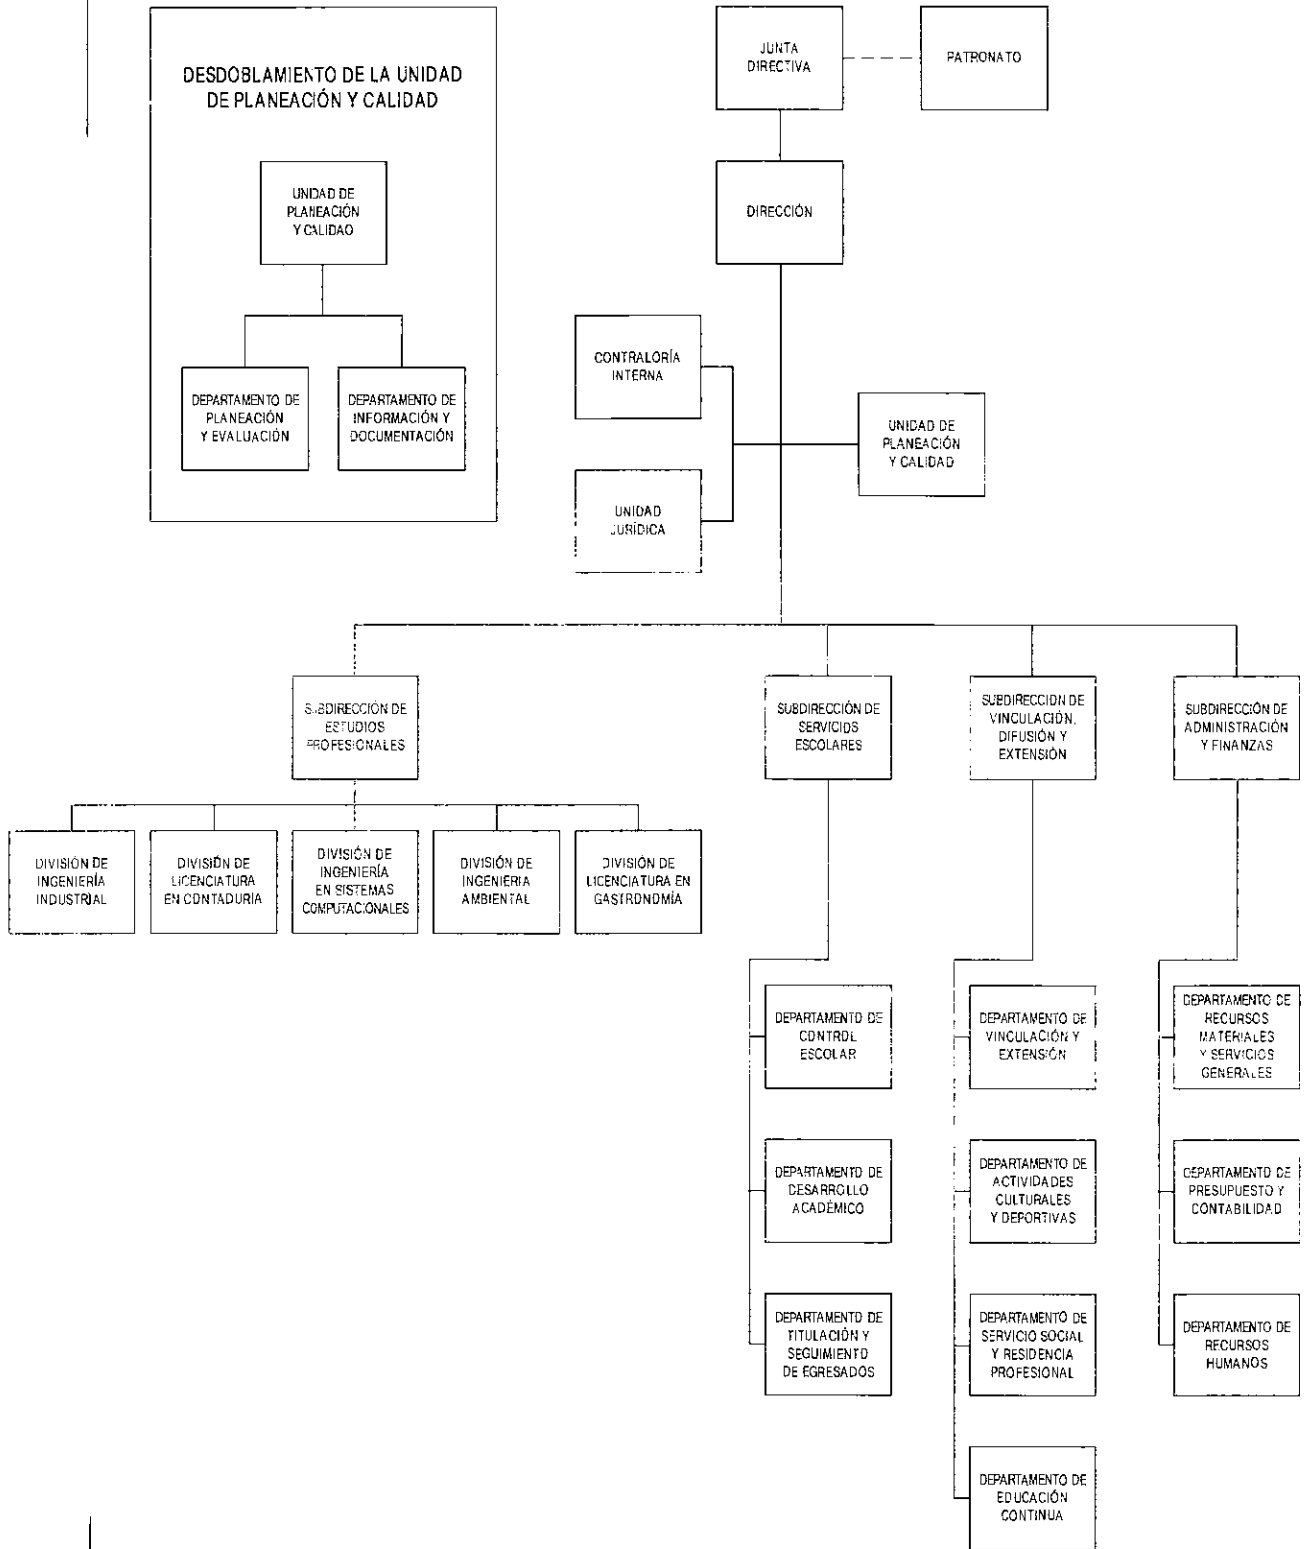 DESDOBLAMIENTO DE LA UNIDAD
DE PLANEACIÓN Y CALIDAD
UNIDAD DE
PLANEACIÓN
Y CALIDAD
DEPARTAMENTO DE
PLANEACIÓN
Y EVALUACIÓN
DEPARTAMENTO DE
INFORMACIÓN Y
DOCUMENTACIÓN
JUNTA
DIRECTIVA
PATRONATO
DIRECCIÓN
CONTRALORÍA
INTERNA
UNIDAD
JURÍDICA
UNIDAD DE
PLANEACIÓN
Y CALIDAD
SUBDIRECCIÓN DE
ESTUDIOS
PROFESIONALES
SUBDIRECCIÓN DE
SERVICIOS
ESCOLARES
SUBDIRECCIÓN DE
VINCULACIÓN,
DIFUSIÓN Y
EXTENSIÓN
SUBDIRECCIÓN DE
ADMINISTRACIÓN
Y FINANZAS
DIVISIÓN DE
INGENIERÍA
INDUSTRIAL
DIVISIÓN DE
LICENCIATURA
EN CONTADURÍA
DIVISIÓN DE
INGENIERÍA
EN SISTEMAS
COMPUTACIONALES
DIVISIÓN DE
INGENIERIA
AMBIENTAL
DIVISIÓN DE
LICENCIATURA EN
GASTRONOMÍA
DEPARTAMENTO DE
CONTROL
ESCOLAR
DEPARTAMENTO DE
DESARROLLO
ACADÉMICO
DEPARTAMENTO DE
TITULACIÓN Y
SEGUIMIENTO
DE EGRESADOS
DEPARTAMENTO DE
VINCULACIÓN Y
EXTENSIÓN
DEPARTAMENTO DE
ACTIVIDADES
CULTURALES
Y DEPORTIVAS
DEPARTAMENTO DE
SERVICIO SOCIAL
Y RESIDENCIA
PROFESIONAL
DEPARTAMENTO DE
EDUCACIÓN
CONTINUA
DEPARTAMENTO DE
RECURSOS
MATERIALES
Y SERVICIOS
GENERALES
DEPARTAMENTO DE
PRESUPUESTO Y
CONTABILIDAD
DEPARTAMENTO DE
RECURSOS
HUMANOS